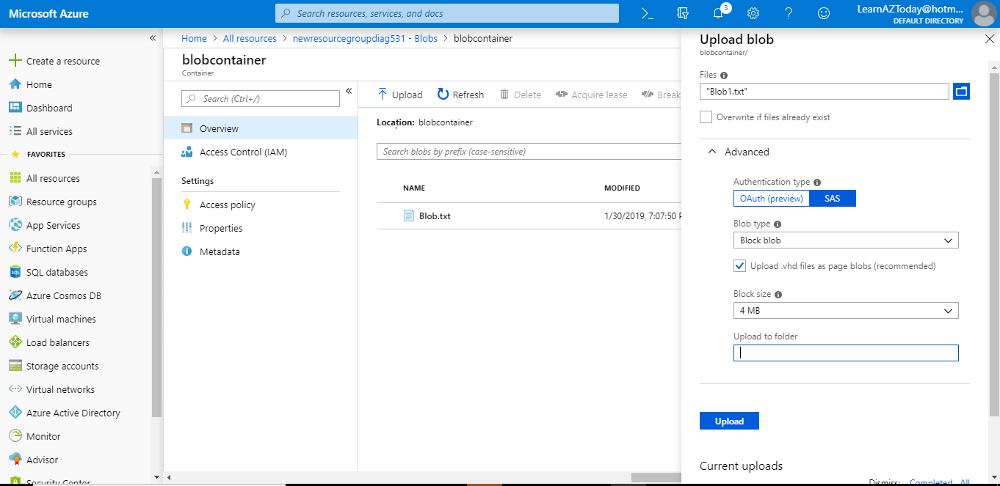 Microsoft Azure
Search resources, services, and docs
3
LearnAZToday@hotm...
DEFAULT DIRECTORY
Create a resource
Home
Dashboard
All services
FAVORITES
All resources
Resource groups
App Services
Function Apps
SQL databases
Azure Cosmos DB
Virtual machines
Load balancers
Storage accounts
Virtual networks
Azure Active Directory
Monitor
Advisor
Security Center
Home > All resources > newresourcegroupdiag531 - Blobs > blobcontainer
blobcontainer
Container
Search (Ctrl+/)
Overview
Access Control (IAM)
Settings
Access policy
Properties
Metadata
Upload Refresh Delete Acquire lease Break
Location: blobcontainer
Search blobs by prefix (case-sensitive)
NAME MODIFIED
Blob.txt 1/30/2019, 7:07:50 P
Upload blob
blobcontainer/
Files
"Blob1.txt"
Overwrite if files already exist
Advanced
Authentication type
OAuth (preview) SAS
Blob type
Block blob
Upload .vhd files as page blobs (recommended)
Block size
4 MB
Upload to folder
Upload
Current uploads
Dismiss: Completed All